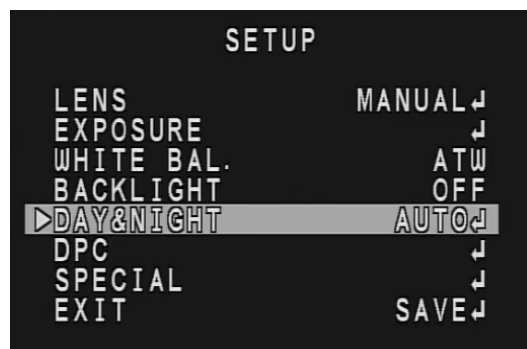 SETUP
LENS MANUAL↲
EXPOSURE ↲
WHITE BAL. ATW
BACKLIGHT OFF
▷DAY&NIGHT AUTO↲
DPC ↲
SPECIAL ↲
EXIT SAVE↲